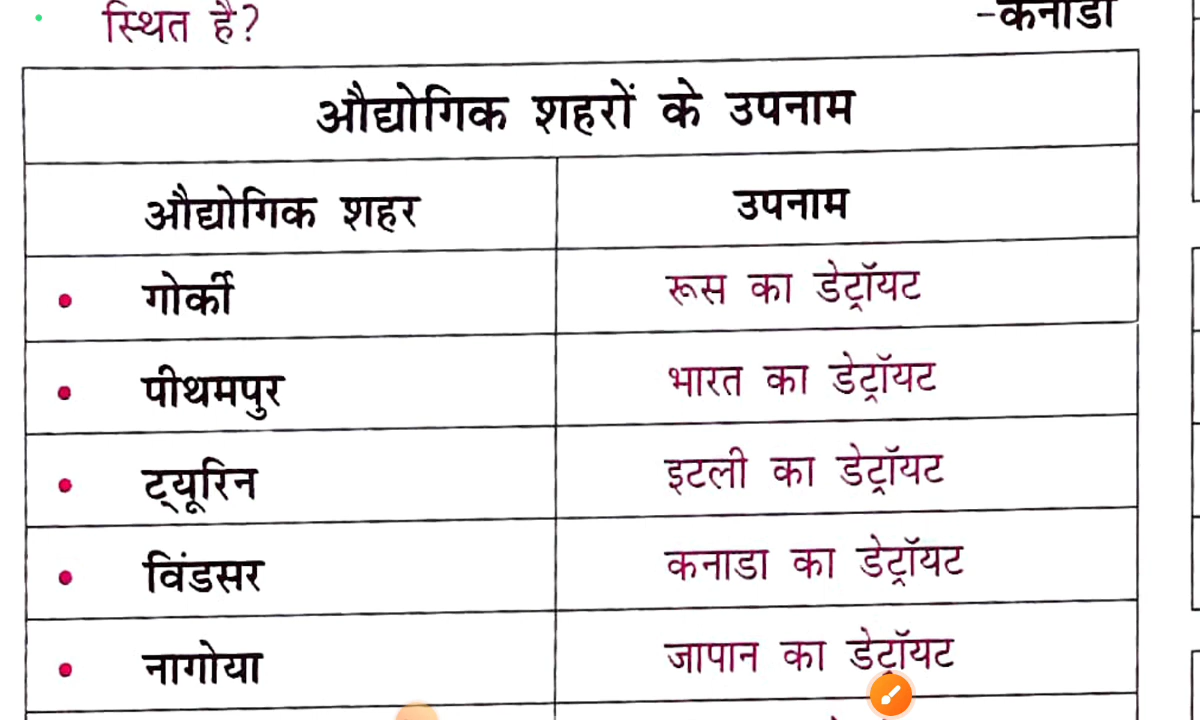 स्थित है?
-कनाडा
औद्योगिक शहरों के उपनाम
औद्योगिक शहर उपनाम
• गोर्की रूस का डेट्रॉयट
• पीथमपुर भारत का डेट्रॉयट
• ट्यूरिन इटली का डेट्रॉयट
• विंडसर कनाडा का डेट्रॉयट
• नागोया जापान का डेट्रॉयट